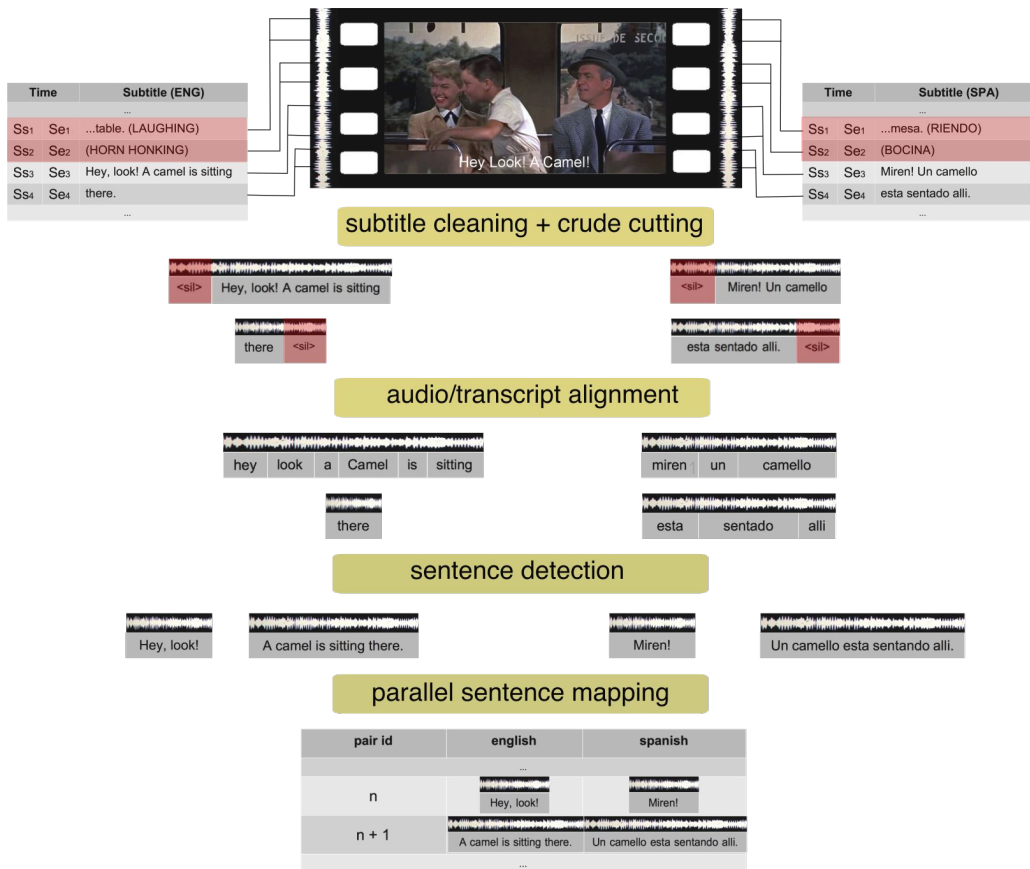 ISSUE DE SECO
Hey Look! A Camel!
Time Subtitle (ENG)
...
Ss1 Se1 ...table. (LAUGHING)
Ss2 Se2 (HORN HONKING)
Ss3 Se3 Hey, look! A camel is sitting
Ss4 Se4 there.
...
Time Subtitle (SPA)
...
Ss1 Se1 ...mesa. (RIENDO)
Ss2 Se2 (BOCINA)
Ss3 Se3 Miren! Un camello
Ss4 Se4 esta sentado alli.
...
subtitle cleaning + crude cutting
<sil> Hey, look! A camel is sitting
<sil> Miren! Un camello
there <sil>
esta sentado alli. <sil>
audio/transcript alignment
hey look a Camel is sitting
miren un camello
there
esta sentado alli
sentence detection
Hey, look!
A camel is sitting there.
Miren!
Un camello esta sentando alli.
parallel sentence mapping
pair id english spanish
...
n Hey, look! Miren!
n + 1 A camel is sitting there. Un camello esta sentando alli.
...